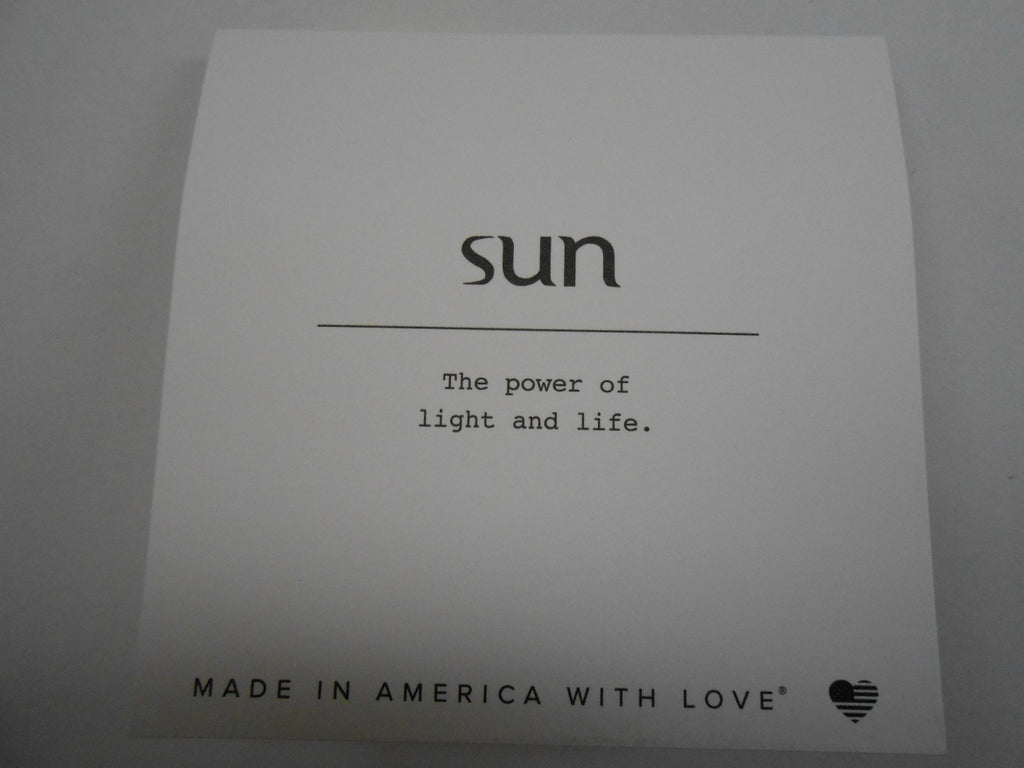 sun
The power of
light and life.
MADE IN AMERICA WITH LOVE®